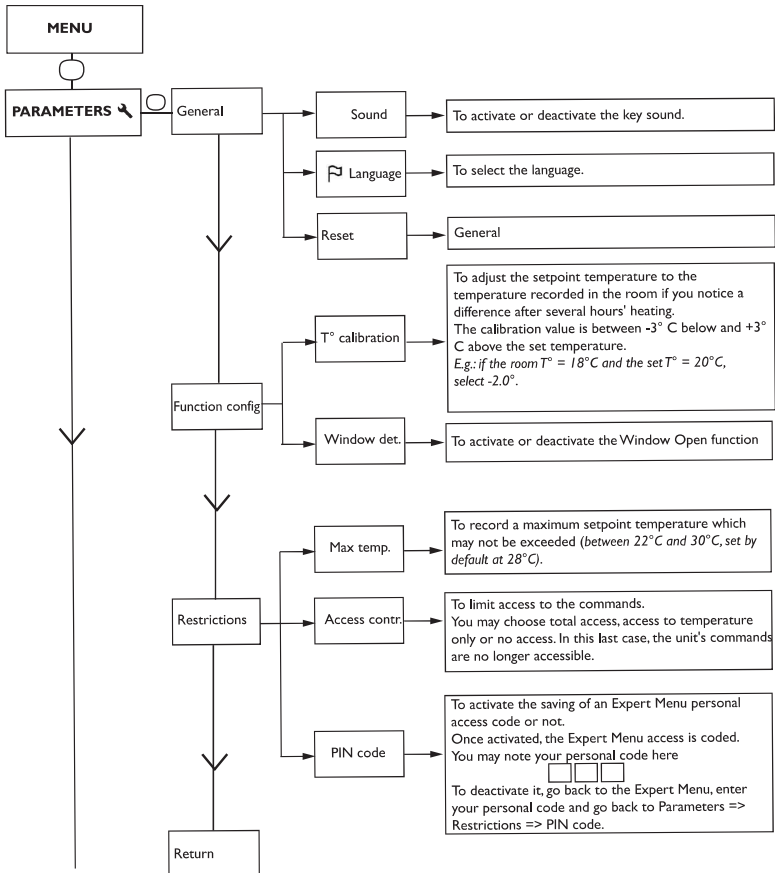 MENU
PARAMETERS
General
Sound
To activate or deactivate the key sound.
Language
To select the language.
Reset
General
Function config
T° calibration
To adjust the setpoint temperature to the
temperature recorded in the room if you notice a
difference after several hours' heating.
The calibration value is between -3° C below and +3°
C above the set temperature.
E.g.: if the room T° = 18°C and the set T° = 20°C,
select -2.0°.
Window det.
To activate or deactivate the Window Open function
Restrictions
Max temp.
To record a maximum setpoint temperature which
may not be exceeded (between 22°C and 30°C, set by
default at 28°C).
Access contr.
To limit access to the commands.
You may choose total access, access to temperature
only or no access. In this last case, the unit's commands
are no longer accessible.
PIN code
To activate the saving of an Expert Menu personal
access code or not.
Once activated, the Expert Menu access is coded.
You may note your personal code here
To deactivate it, go back to the Expert Menu, enter
your personal code and go back to Parameters =>
Restrictions => PIN code.
Return